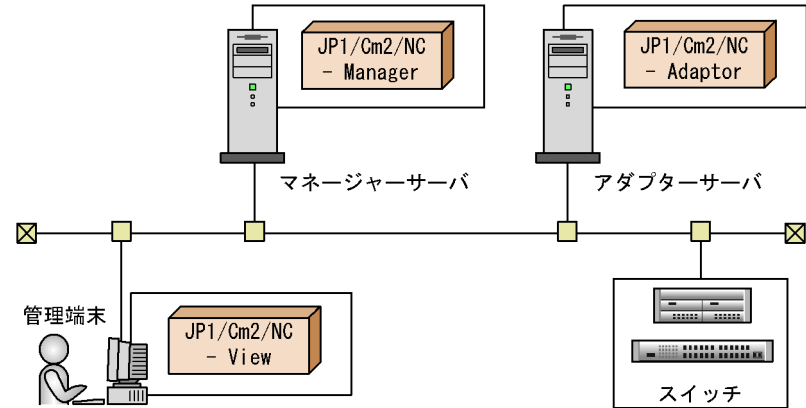 JP1/Cm2/NC
- Manager
JP1/Cm2/NC
- Adaptor
マネージャーサーバ
アダプターサーバ
管理端末
JP1/Cm2/NC
- View
スイッチ